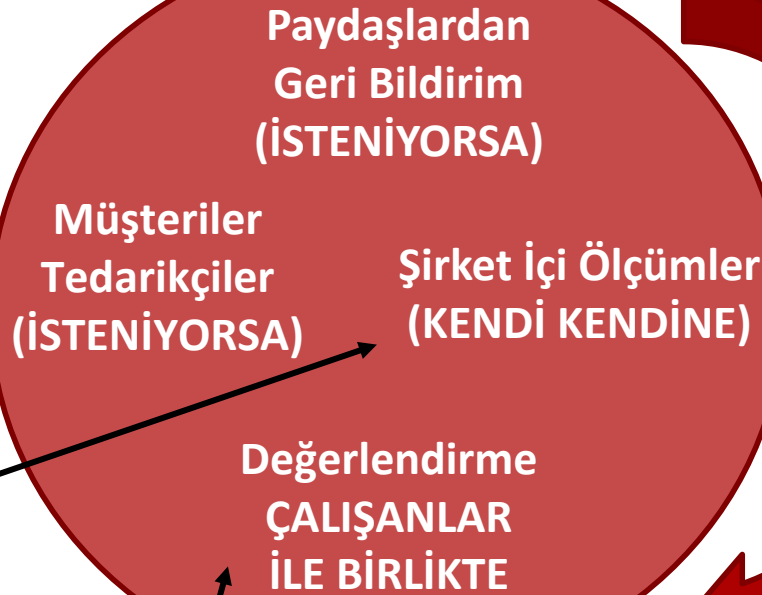 Paydaşlardan
Geri Bildirim
(İSTENİYORSA)
Müşteriler
Tedarikçiler
(İSTENİYORSA)
Şirket İçi Ölçümler
(KENDİ KENDİNE)
Değerlendirme
ÇALIŞANLAR
İLE BİRLİKTE